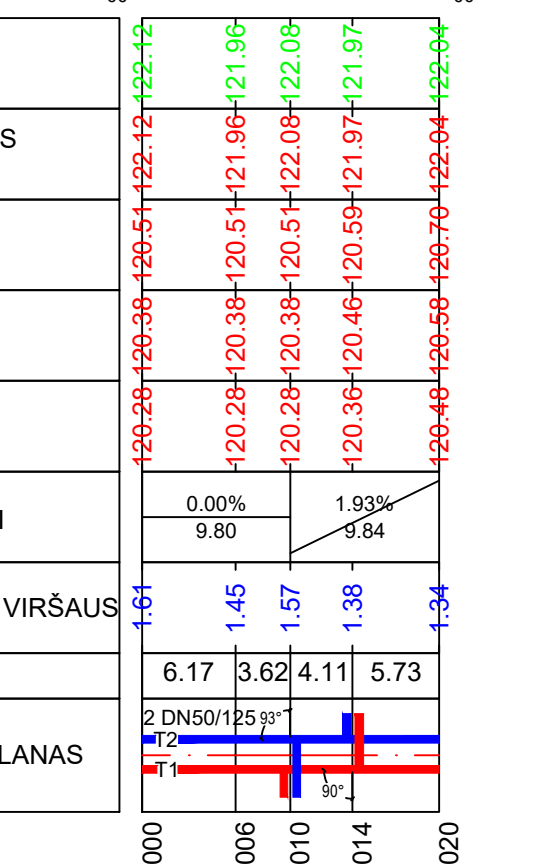 122.12 121.96 122.08 121.97 122.04
S 122.12 121.96 122.08 121.97 122.04
120.51 120.51 120.51 120.59 120.70
120.38 120.38 120.38 120.46 120.58
120.28 120.28 120.28 120.36 120.48
0.00% 1.93%
9.80 9.84
VIRŠAUS 1.61 1.45 1.57 1.38 1.34
6.17 3.62 4.11 5.73
2 DN50/125 93°
T2
LANAS
T1
90°
000 006 010 014 020